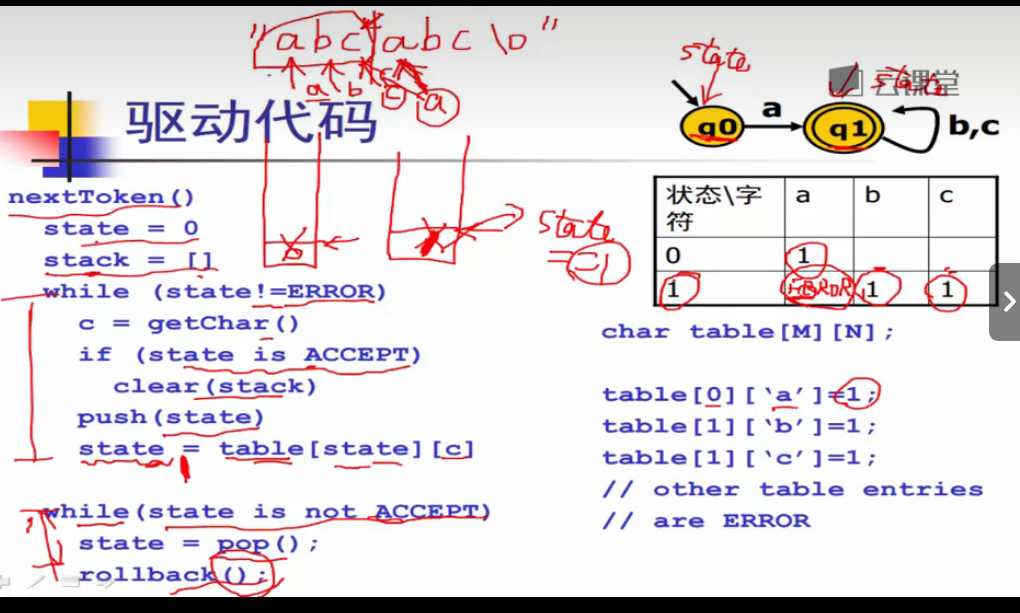 "abcabc\0"
a b c a
state
云课堂
state
驱动代码
q0
a
q1
b,c
nextToken()
state = 0
stack = []
while (state!=ERROR)
c = getChar()
if (state is ACCEPT)
clear(stack)
push(state)
state = table[state][c]
while(state is not ACCEPT)
state = pop();
rollback();
state
状态\字符 a b c
0 1
1 ERROR 1 1
char table[M][N];
table[0][‘a’]=1;
table[1][‘b’]=1;
table[1][‘c’]=1;
// other table entries
// are ERROR